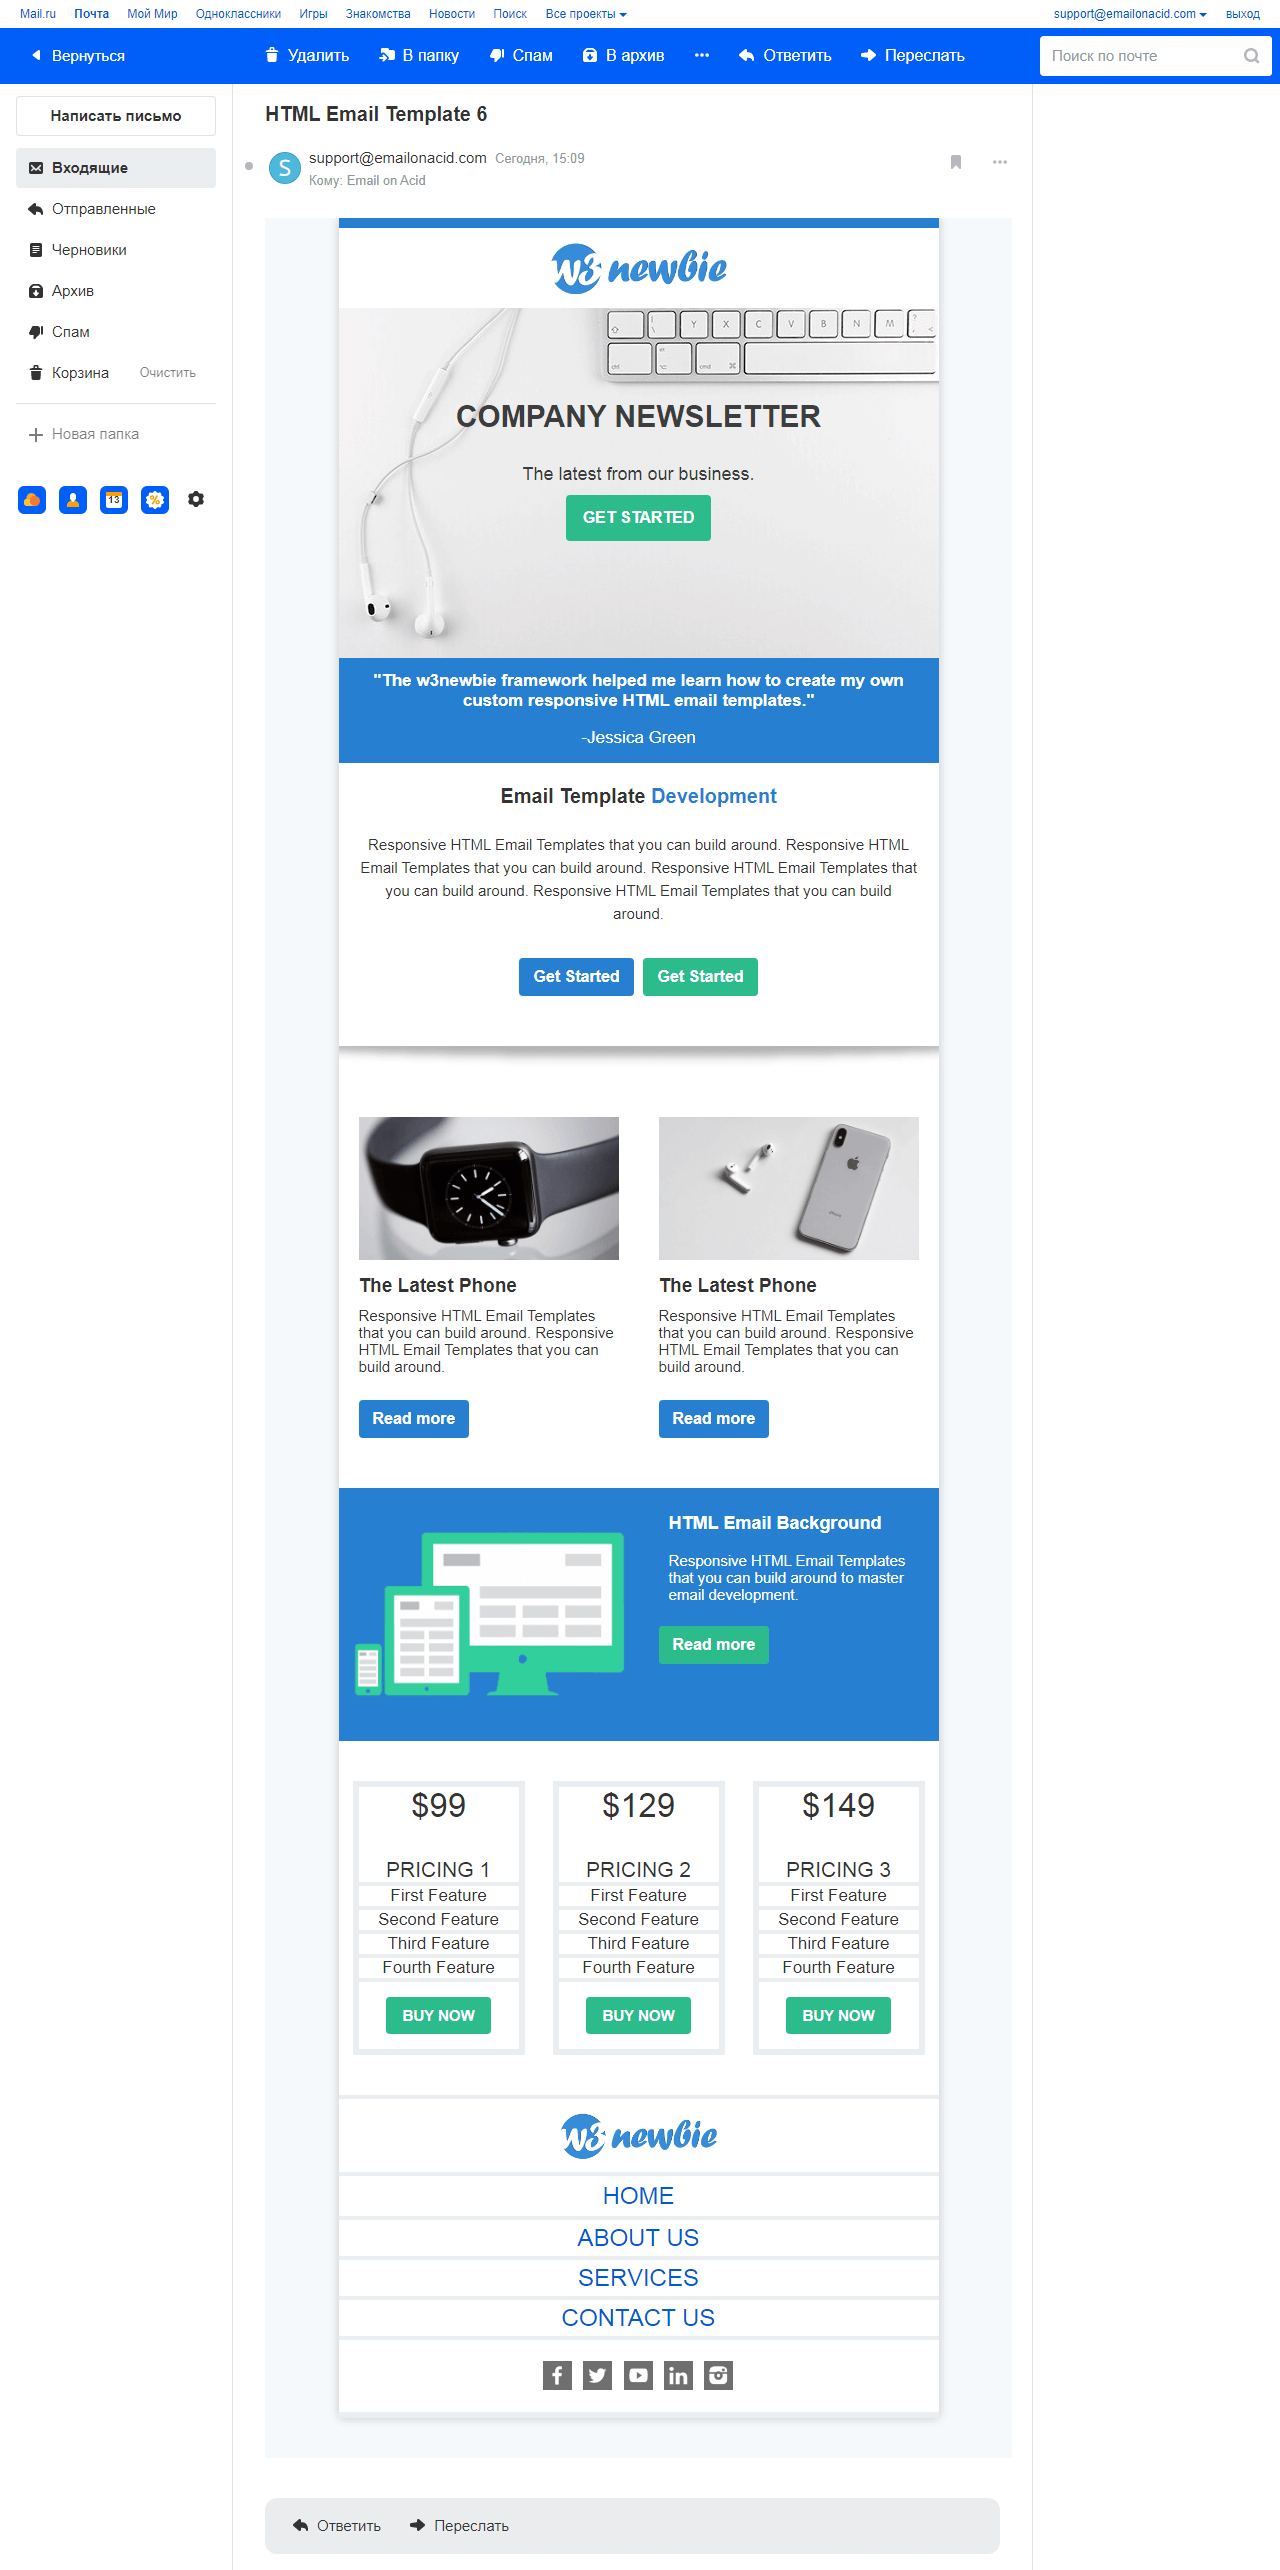 Mail.ru Почта Мой Мир Одноклассники Игры Знакомства Новости Поиск Все проекты support@emailonacid.com выход
Вернуться Удалить В папку Спам В архив Ответить Переслать Поиск по почте
Написать письмо
Входящие
Отправленные
Черновики
Архив
Спам
Корзина Очистить
Новая папка
13
%
HTML Email Template 6
S
support@emailonacid.com Сегодня, 15:09
Кому: Email on Acid
w3newbie
Y X C V B N M ? <
ctrl cmd
COMPANY NEWSLETTER
The latest from our business.
GET STARTED
"The w3newbie framework helped me learn how to create my own
custom responsive HTML email templates."
-Jessica Green
Email Template Development
Responsive HTML Email Templates that you can build around. Responsive HTML
Email Templates that you can build around. Responsive HTML Email Templates that
you can build around. Responsive HTML Email Templates that you can build
around.
Get Started Get Started
iPhone
The Latest Phone
Responsive HTML Email Templates
that you can build around. Responsive
HTML Email Templates that you can
build around.
Read more
The Latest Phone
Responsive HTML Email Templates
that you can build around. Responsive
HTML Email Templates that you can
build around.
Read more
HTML Email Background
Responsive HTML Email Templates
that you can build around to master
email development.
Read more
$99
PRICING 1
First Feature
Second Feature
Third Feature
Fourth Feature
BUY NOW
$129
PRICING 2
First Feature
Second Feature
Third Feature
Fourth Feature
BUY NOW
$149
PRICING 3
First Feature
Second Feature
Third Feature
Fourth Feature
BUY NOW
w3newbie
HOME
ABOUT US
SERVICES
CONTACT US
Ответить Переслать